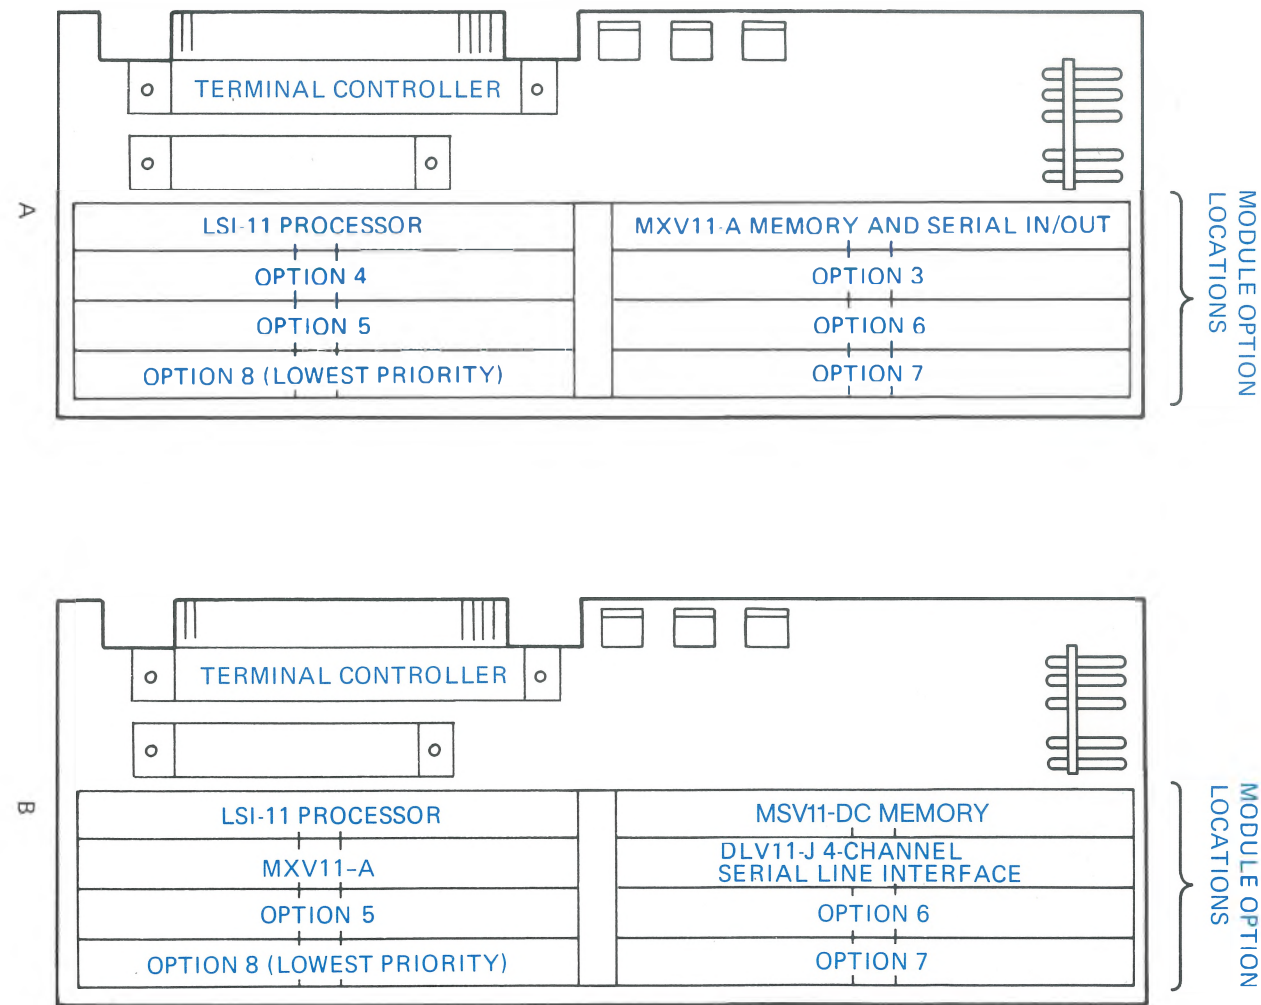 TERMINAL CONTROLLER
A
LSI-11 PROCESSOR
MXV11-A MEMORY AND SERIAL IN/OUT
OPTION 4
OPTION 3
OPTION 5
OPTION 6
OPTION 8 (LOWEST PRIORITY)
OPTION 7
MODULE OPTION
LOCATIONS
TERMINAL CONTROLLER
B
LSI-11 PROCESSOR
MSV11-DC MEMORY
MXV11-A
DLV11-J 4-CHANNEL
SERIAL LINE INTERFACE
OPTION 5
OPTION 6
OPTION 8 (LOWEST PRIORITY)
OPTION 7
MODULE OPTION
LOCATIONS